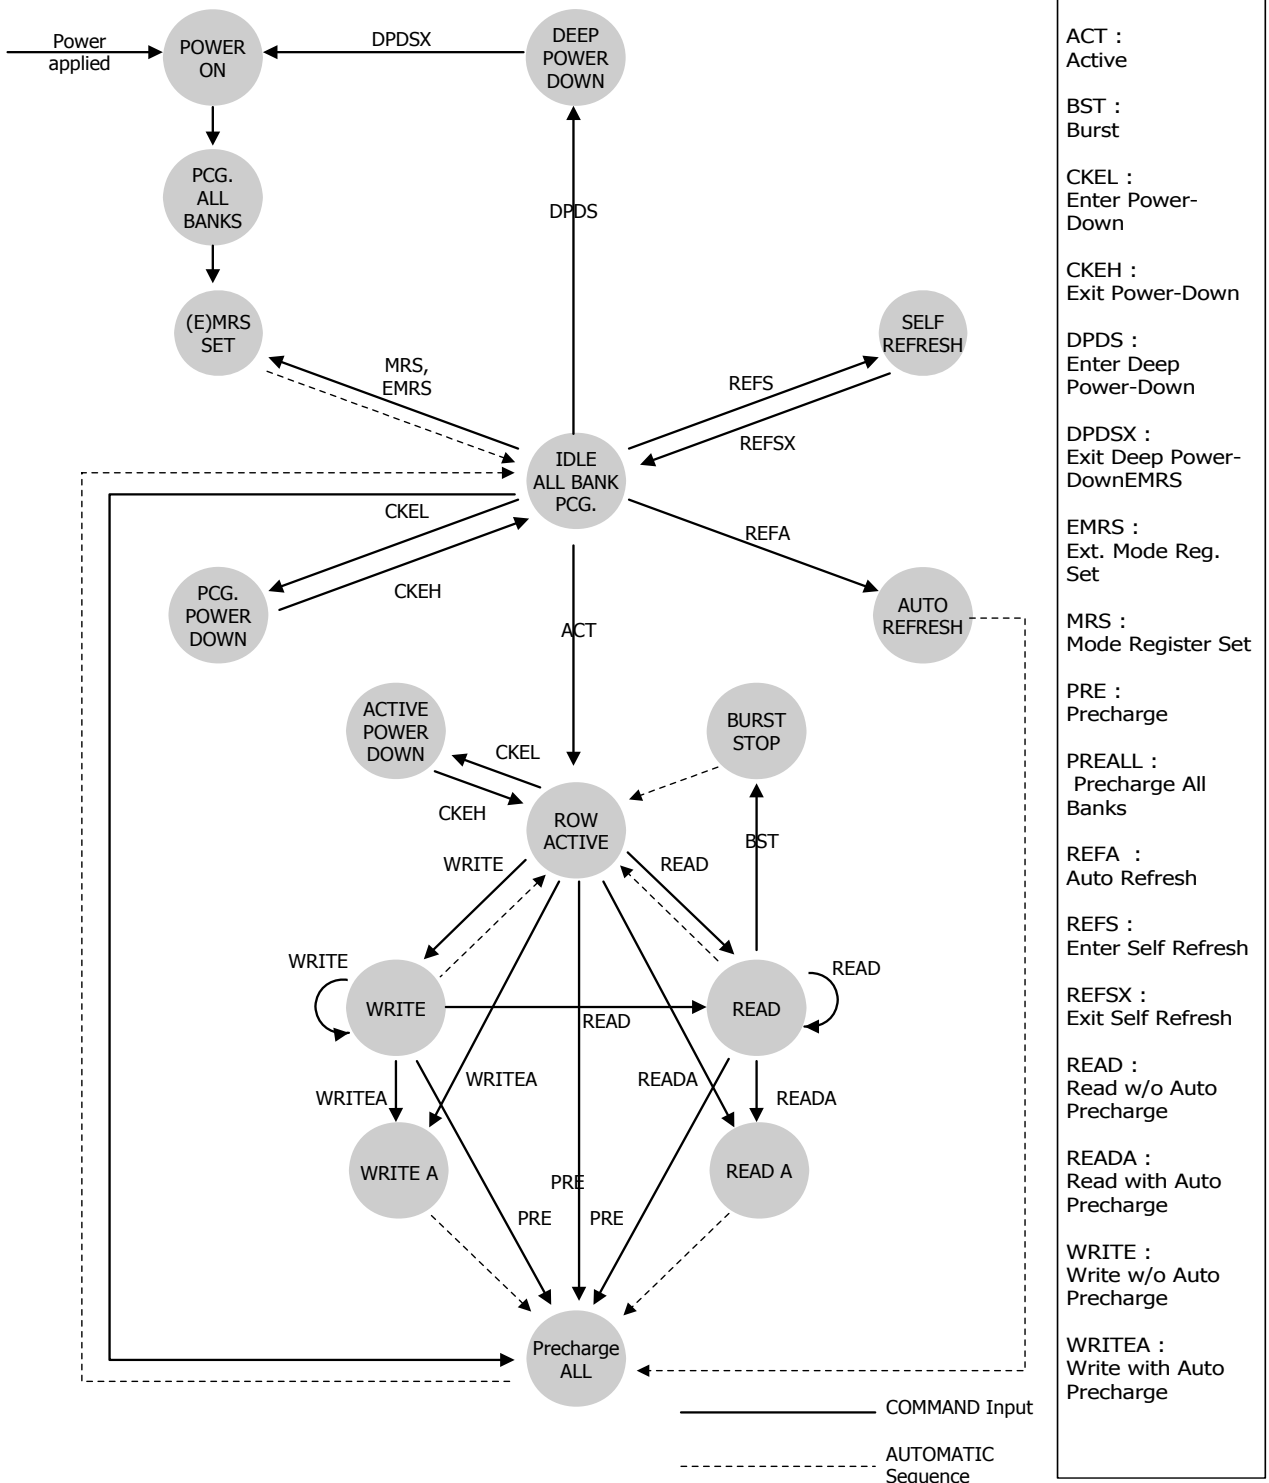 Power
applied
POWER
ON
DPDSX
DEEP
POWER
DOWN
PCG.
ALL
BANKS
DPDS
(E)MRS
SET
MRS,
EMRS
SELF
REFRESH
REFS
REFSX
IDLE
ALL BANK
PCG.
CKEL
REFA
CKEH
PCG.
POWER
DOWN
AUTO
REFRESH
ACT
ACTIVE
POWER
DOWN
BURST
STOP
CKEL
CKEH
ROW
ACTIVE
BST
WRITE
READ
WRITE
READ
WRITE
READ
READ
WRITEA
READA
WRITEA
READA
WRITE A
READ A
PRE
PRE
PRE
Precharge
ALL
COMMAND Input
AUTOMATIC
Sequence
ACT :
Active
BST :
Burst
CKEL :
Enter Power-
Down
CKEH :
Exit Power-Down
DPDS :
Enter Deep
Power-Down
DPDSX :
Exit Deep Power-
DownEMRS
EMRS :
Ext. Mode Reg.
Set
MRS :
Mode Register Set
PRE :
Precharge
PREALL :
Precharge All
Banks
REFA :
Auto Refresh
REFS :
Enter Self Refresh
REFSX :
Exit Self Refresh
READ :
Read w/o Auto
Precharge
READA :
Read with Auto
Precharge
WRITE :
Write w/o Auto
Precharge
WRITEA :
Write with Auto
Precharge